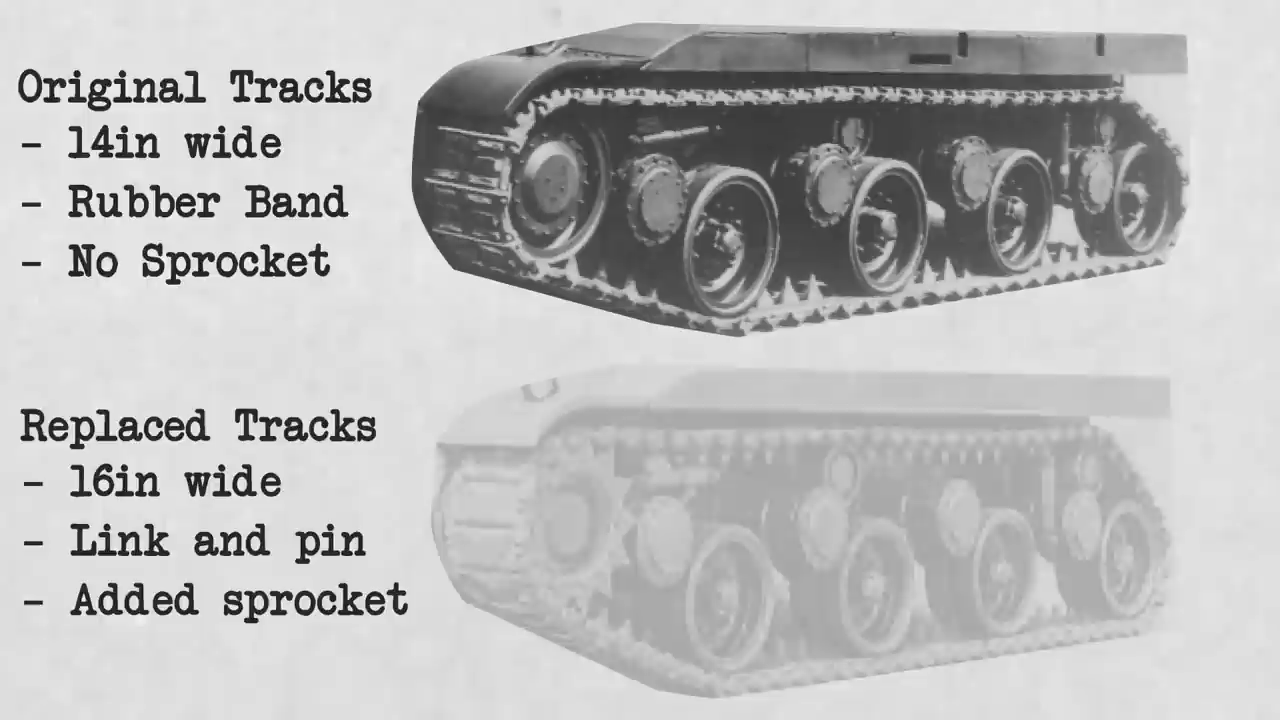 Original Tracks
- 14in wide
- Rubber Band
- No Sprocket
Replaced Tracks
- 16in wide
- Link and pin
- Added sprocket